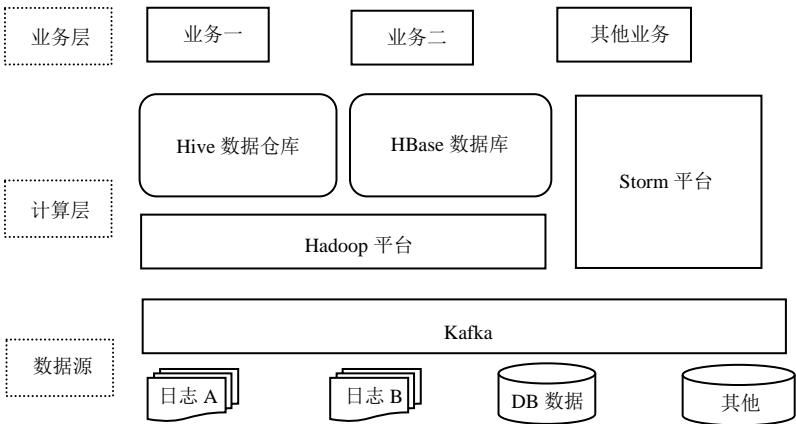 业务层
业务一
业务二
其他业务
Hive 数据仓库
HBase 数据库
Storm 平台
计算层
Hadoop 平台
Kafka
数据源
日志 A
日志 B
DB 数据
其他